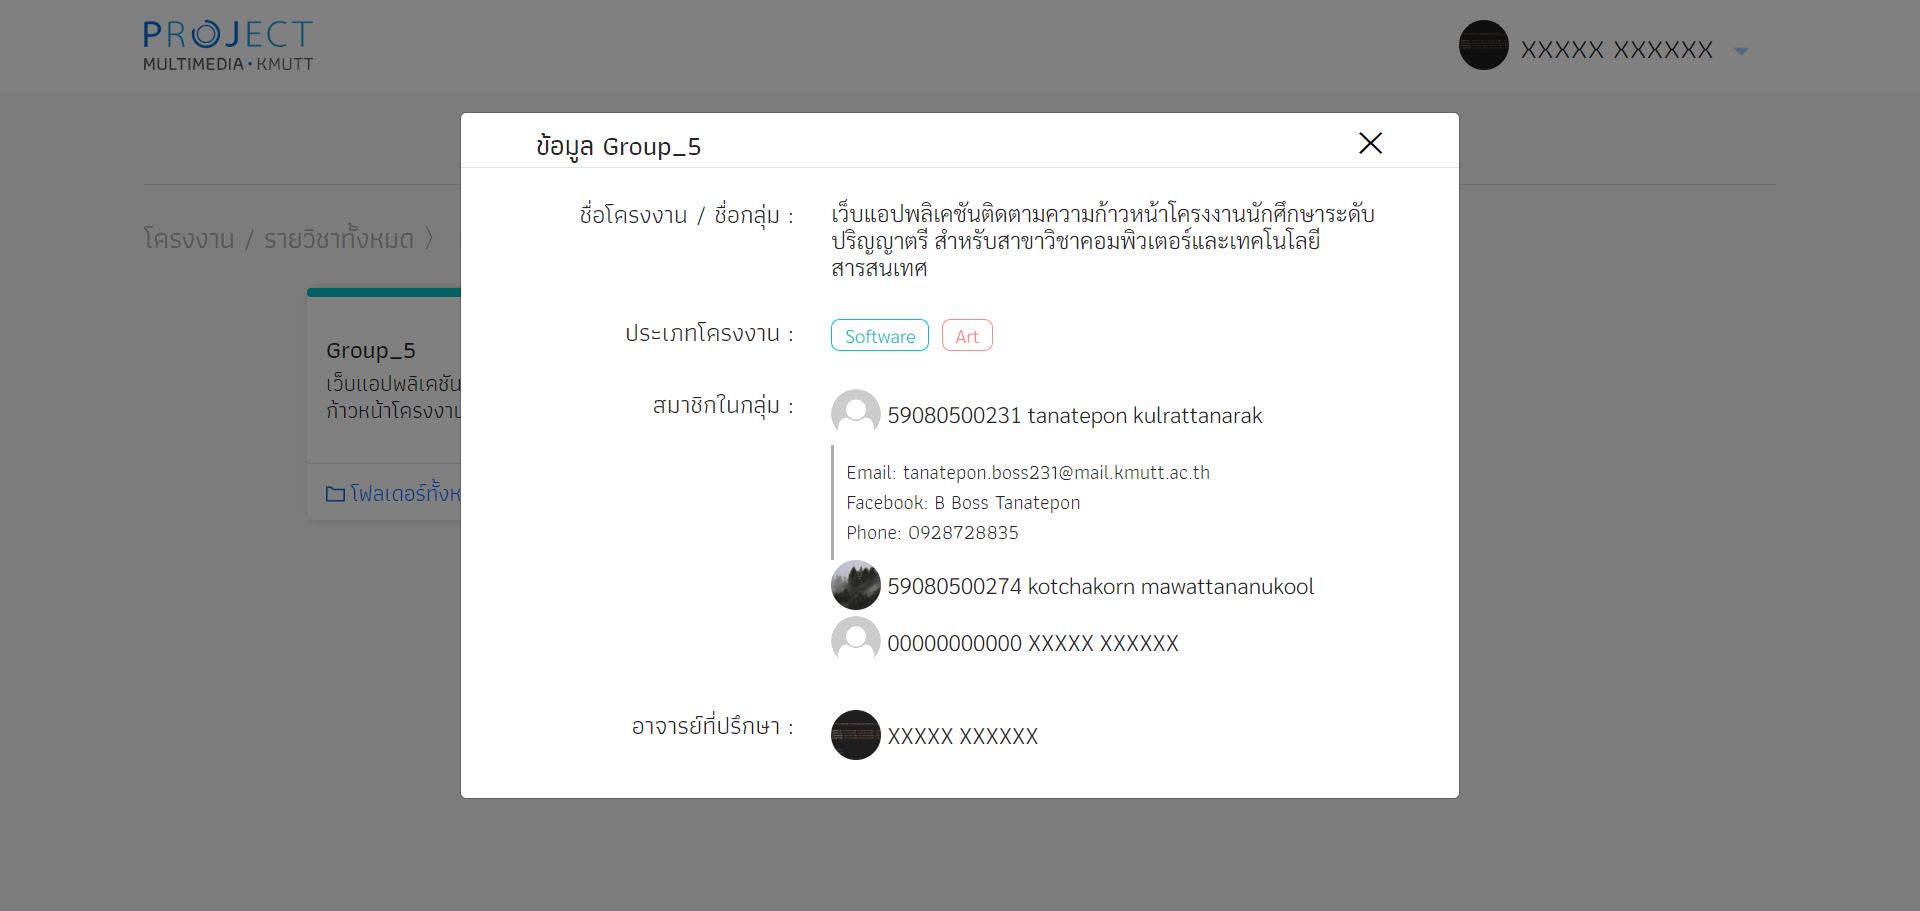 PROJECT
MULTIMEDIA • KMUTT
XXXXX XXXXXX
โครงงาน / รายวิชาทั้งหมด 〉
Group_5
เว็บแอปพลิเคชัน
ก้าวหน้าโครงงาน
โฟลเดอร์ทั้งห
ข้อมูล Group_5
ชื่อโครงงาน / ชื่อกลุ่ม :
เว็บแอปพลิเคชันติดตามความก้าวหน้าโครงงานนักศึกษาระดับ
ปริญญาตรี สำหรับสาขาวิชาคอมพิวเตอร์และเทคโนโลยี
สารสนเทศ
ประเภทโครงงาน :
Software Art
สมาชิกในกลุ่ม :
59080500231 tanatepon kulrattanarak
Email: tanatepon.boss231@mail.kmutt.ac.th
Facebook: B Boss Tanatepon
Phone: 0928728835
59080500274 kotchakorn mawattananukool
00000000000 XXXXX XXXXXX
อาจารย์ที่ปรึกษา :
XXXXX XXXXXX